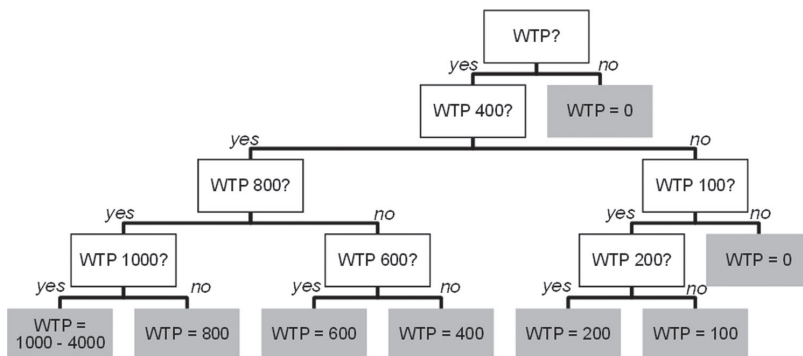 WTP?
yes
no
WTP 400?
WTP = 0
yes
no
WTP 800?
WTP 100?
yes
no
yes
no
WTP 1000?
WTP 600?
WTP 200?
WTP = 0
yes
no
yes
no
yes
no
WTP =
1000 - 4000
WTP = 800
WTP = 600
WTP = 400
WTP = 200
WTP = 100